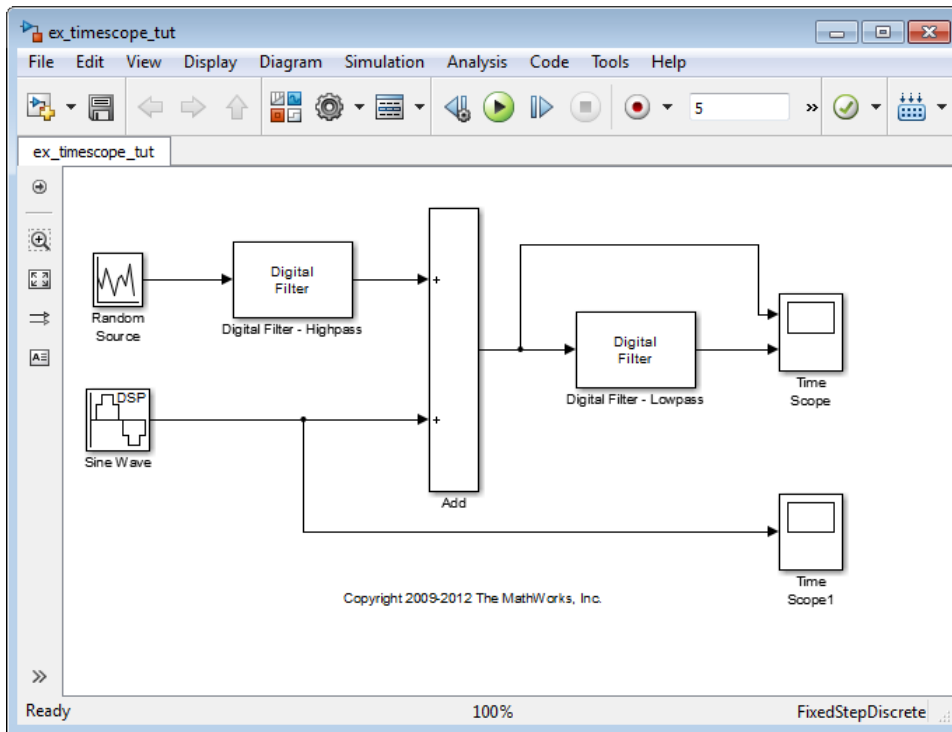 ex_timescope_tut
File Edit View Display Diagram Simulation Analysis Code Tools Help
5
ex_timescope_tut
Digital
Filter
+
Random
Source
Digital Filter - Highpass
Digital
Filter
Time
Scope
Digital Filter - Lowpass
DSP
+
Sine Wave
Add
Time
Scope1
Copyright 2009-2012 The MathWorks, Inc.
Ready 100% FixedStepDiscrete